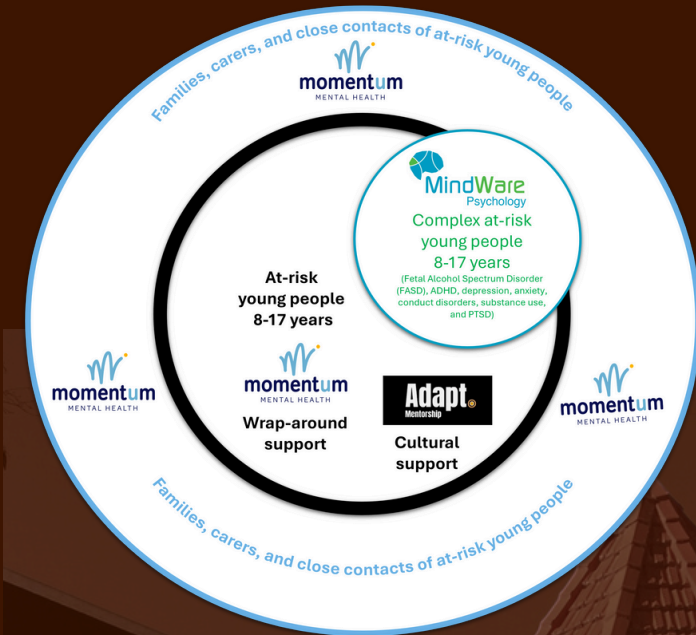 Families, carers, and close contacts of at-risk young people
momentum
MENTAL HEALTH
MindWare
Psychology
Complex at-risk
young people
8-17 years
(Fetal Alcohol Spectrum Disorder
(FASD), ADHD, depression, anxiety,
conduct disorders, substance use,
and PTSD)
At-risk
young people
8-17 years
momentum
MENTAL HEALTH
Wrap-around
support
Adapt.
Mentorship
Cultural
support
momentum
MENTAL HEALTH
momentum
MENTAL HEALTH
Families, carers, and close contacts of at-risk young people